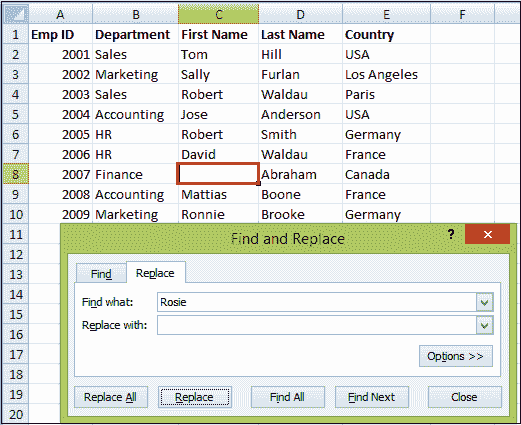 A B C D E F
1 Emp ID Department First Name Last Name Country
2 2001 Sales Tom Hill USA
3 2002 Marketing Sally Furlan Los Angeles
4 2003 Sales Robert Waldau Paris
5 2004 Accounting Jose Anderson USA
6 2005 HR Robert Smith Germany
7 2006 HR David Waldau France
8 2007 Finance Abraham Canada
9 2008 Accounting Mattias Boone France
10 2009 Marketing Ronnie Brooke Germany
11 Find and Replace ? ✕
12
13 Find Replace
14
15 Find what: Rosie
16 Replace with:
17
18 Options >>
19 Replace All Replace Find All Find Next Close
20